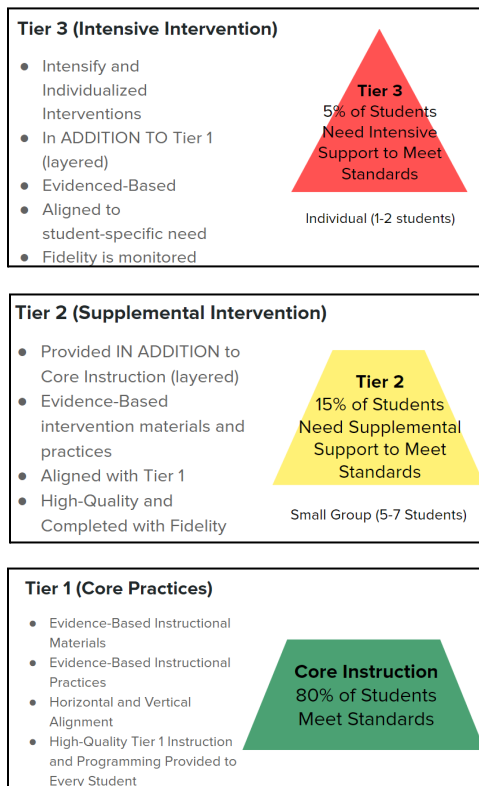 Tier 3 (Intensive Intervention)
● Intensify and
Individualized
Interventions
● In ADDITION TO Tier 1
(layered)
● Evidenced-Based
● Aligned to
student-specific need
● Fidelity is monitored
Tier 3
5% of Students
Need Intensive
Support to Meet
Standards
Individual (1-2 students)
Tier 2 (Supplemental Intervention)
● Provided IN ADDITION to
Core Instruction (layered)
● Evidence-Based
intervention materials and
practices
● Aligned with Tier 1
● High-Quality and
Completed with Fidelity
Tier 2
15% of Students
Need Supplemental
Support to Meet
Standards
Small Group (5-7 Students)
Tier 1 (Core Practices)
● Evidence-Based Instructional
Materials
● Evidence-Based Instructional
Practices
● Horizontal and Vertical
Alignment
● High-Quality Tier 1 Instruction
and Programming Provided to
Every Student
Core Instruction
80% of Students
Meet Standards